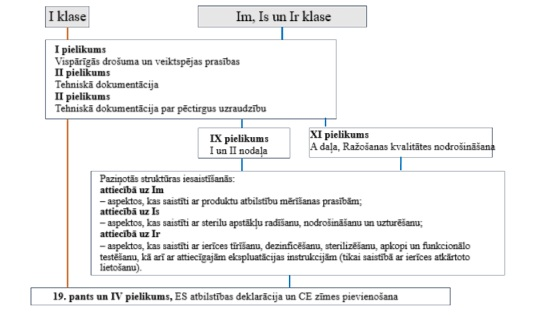 I klase
Im, Is un Ir klase
I pielikums
Vispārīgās drošuma un veiktspējas prasības
II pielikums
Tehniskā dokumentācija
II pielikums
Tehniskā dokumentācija par pēctirgus uzraudzību
IX pielikums
I un II nodaļa
XI pielikums
A daļa, Ražošanas kvalitātes nodrošināšana
Paziņotās struktūras iesaistīšanās:
attiecībā uz Im
– aspektos, kas saistīti ar produktu atbilstību mērīšanas prasībām;
attiecībā uz Is
– aspektos, kas saistīti ar sterilu apstākļu radīšanu, nodrošināšanu un uzturēšanu;
attiecībā uz Ir
– aspektos, kas saistīti ar ierīces tīrīšanu, dezinficēšanu, sterilizēšanu, apkopi un funkcionālo
testēšanu, kā arī ar attiecīgajām ekspluatācijas instrukcijām (tikai saistībā ar ierīces atkārtotu
lietošanu).
19. pants un IV pielikums, ES atbilstības deklarācija un CE zīmes pievienošana